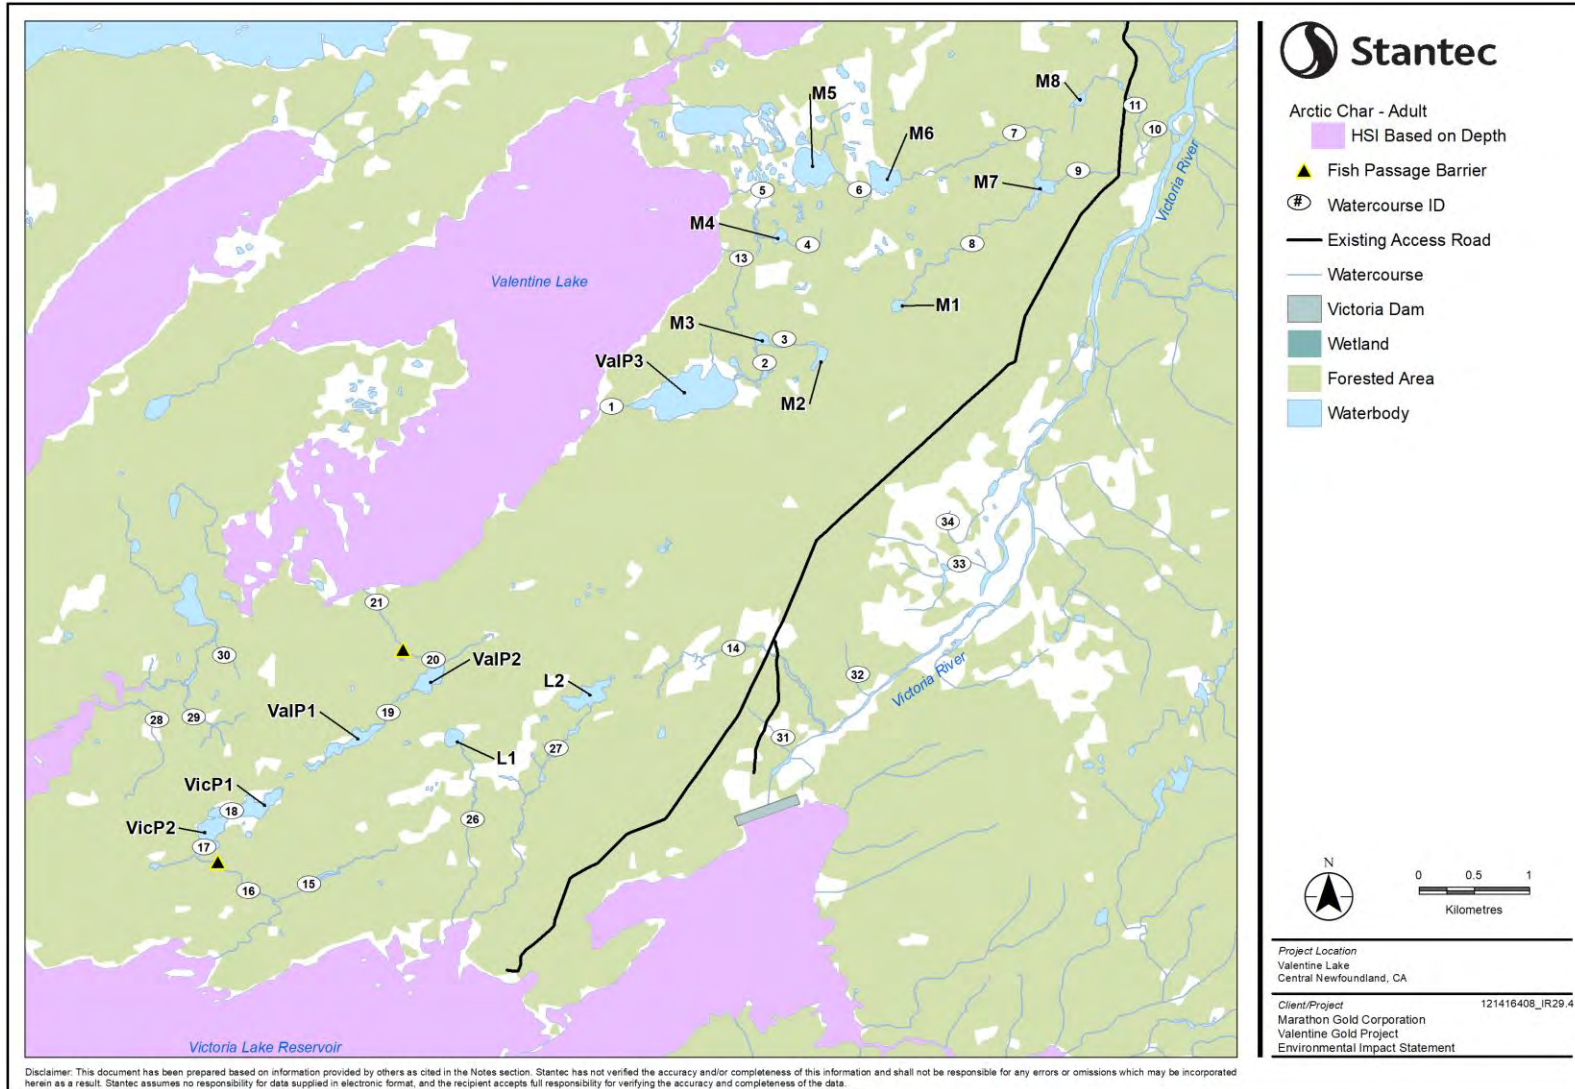 Stantec
Arctic Char - Adult
HSI Based on Depth
Fish Passage Barrier
# Watercourse ID
Existing Access Road
Watercourse
Victoria Dam
Wetland
Forested Area
Waterbody
M8
M5
11
10
M6
7
9
M7
5
6
Victoria River
M4
4
8
13
Valentine Lake
M1
M3
3
ValP3
2
M2
1
34
33
21
14
30
20
ValP2
32
L2
Victoria River
ValP1
19
28
29
27
31
L1
VicP1
18
26
VicP2
17
16
15
Victoria Lake Reservoir
N
0 0.5 1
Kilometres
Project Location
Valentine Lake
Central Newfoundland, CA
Client/Project 121416408_IR29.4
Marathon Gold Corporation
Valentine Gold Project
Environmental Impact Statement
Disclaimer: This document has been prepared based on information provided by others as cited in the Notes section. Stantec has not verified the accuracy and/or completeness of this information and shall not be responsible for any errors or omissions which may be incorporated
herein as a result. Stantec assumes no responsibility for data supplied in electronic format, and the recipient accepts full responsibility for verifying the accuracy and completeness of the data.